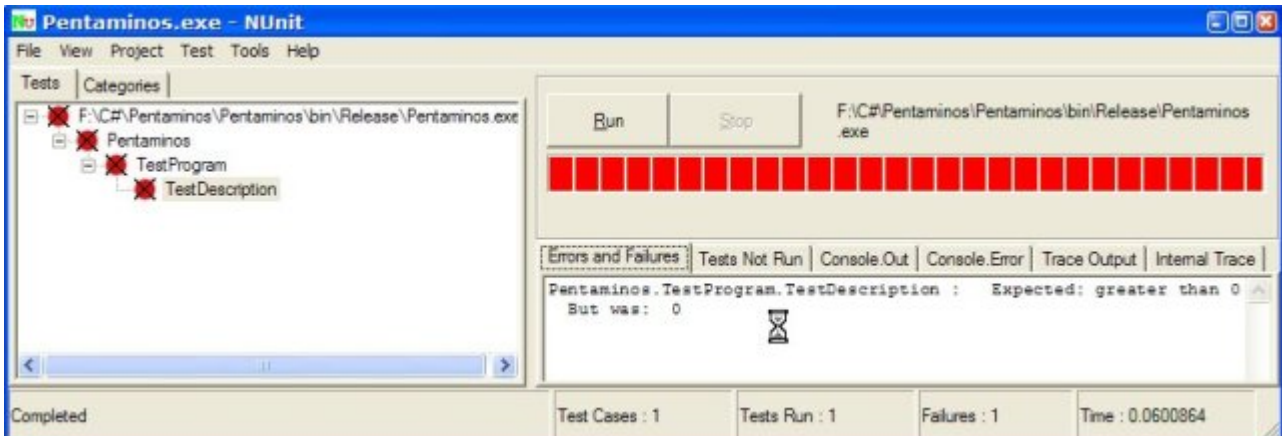 Pentaminos.exe - NUnit
File View Project Test Tools Help
Tests Categories
F:\C#\Pentaminos\Pentaminos\bin\Release\Pentaminos.exe
Pentaminos
TestProgram
TestDescription
Run Stop
F:\C#\Pentaminos\Pentaminos\bin\Release\Pentaminos
.exe
Errors and Failures Tests Not Run Console.Out Console.Error Trace Output Internal Trace
Pentaminos.TestProgram.TestDescription : Expected: greater than 0
But was: 0
Completed Test Cases : 1 Tests Run : 1 Failures : 1 Time : 0.0600864